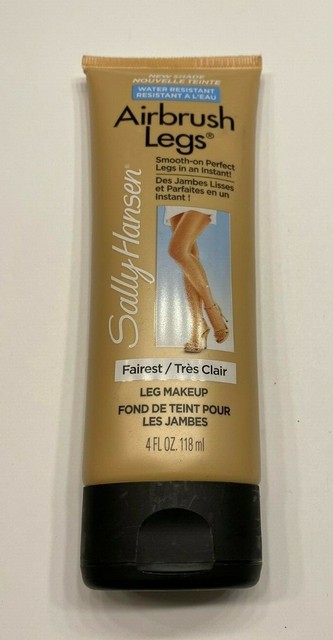 NEW SHADE
NOUVELLE TEINTE
WATER RESISTANT
RÉSISTANT À L'EAU
Airbrush
Legs®
Smooth-on Perfect
Legs in an Instant!
Des Jambes Lisses
et Parfaites en un
Instant !
Sally Hansen®
Fairest / Très Clair
LEG MAKEUP
FOND DE TEINT POUR
LES JAMBES
4 FL OZ. 118 ml